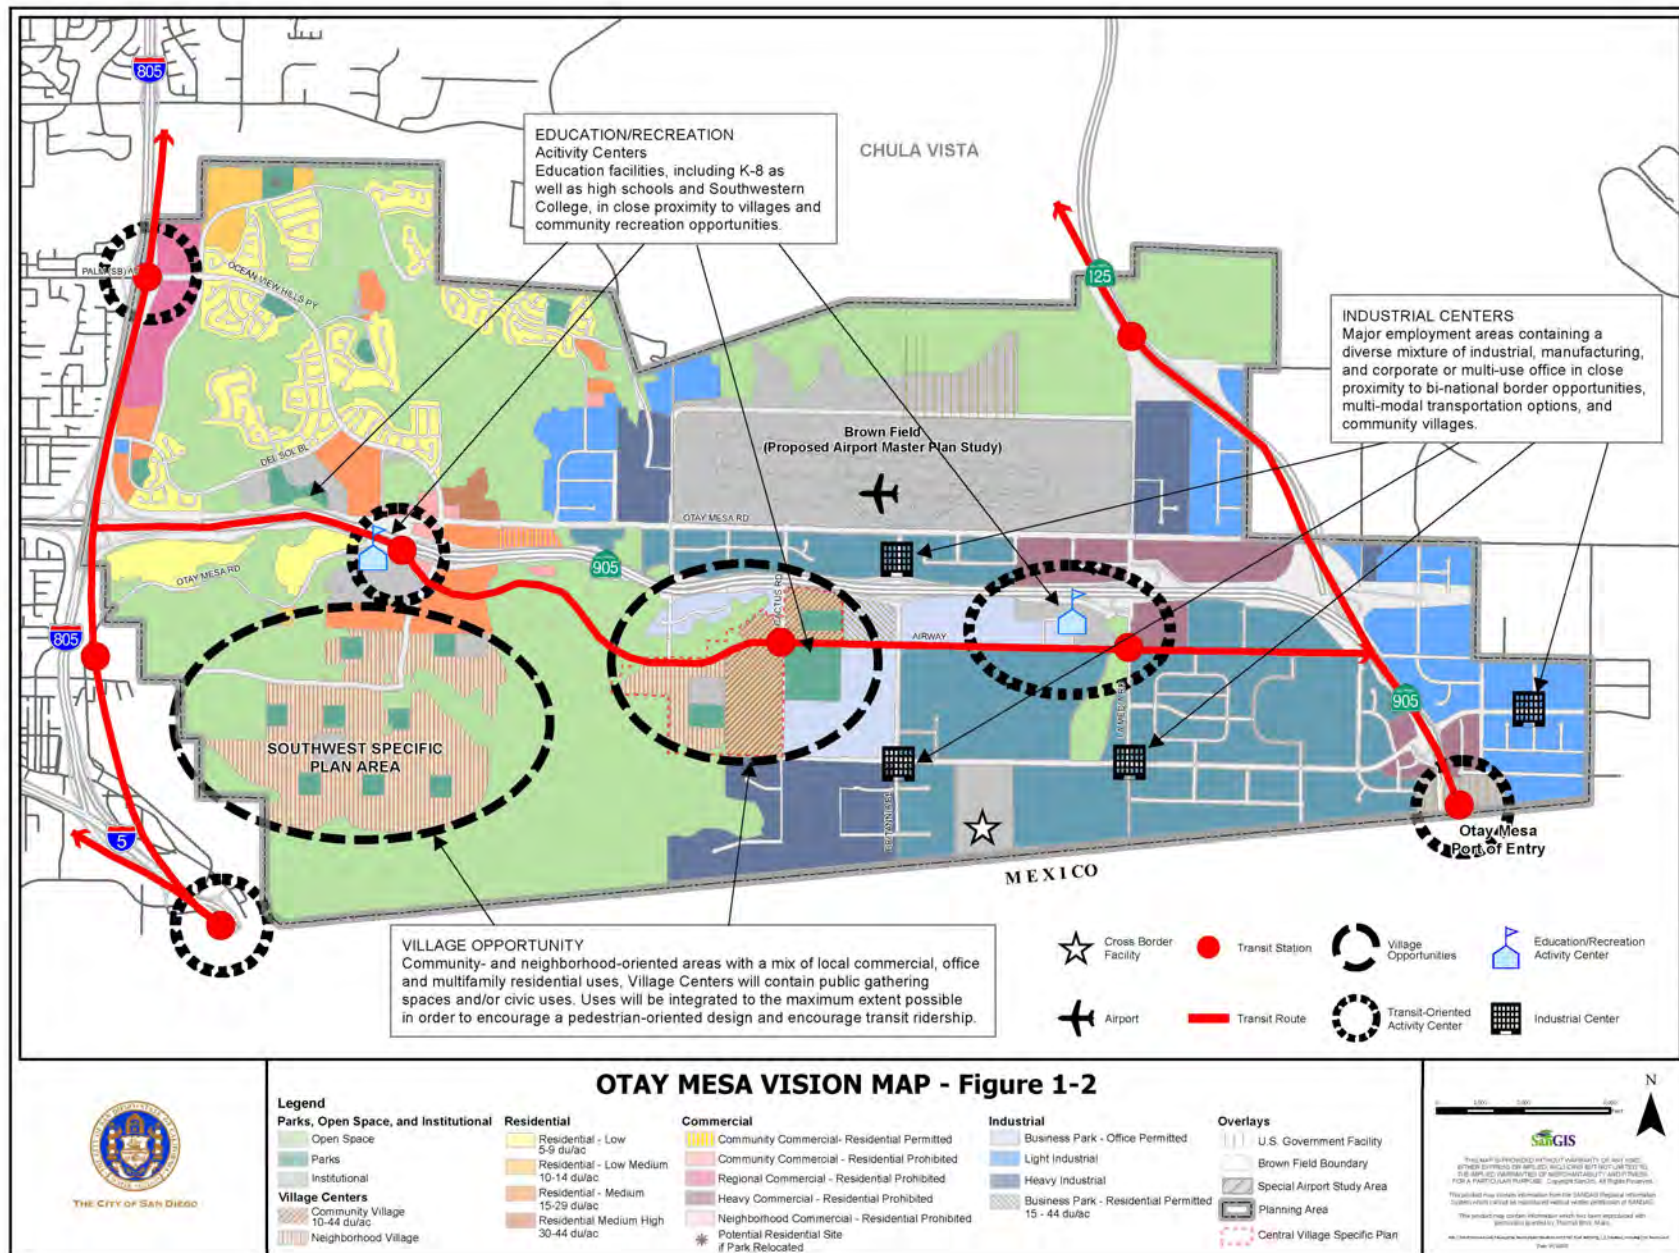 805
CHULA VISTA
EDUCATION/RECREATION
Acitivity Centers
Education facilities, including K-8 as
well as high schools and Southwestern
College, in close proximity to villages and
community recreation opportunities.
PALM (SB) AV
OCEAN VIEW HILLS PY
125
INDUSTRIAL CENTERS
Major employment areas containing a
diverse mixture of industrial, manufacturing,
and corporate or multi-use office in close
proximity to bi-national border opportunities,
multi-modal transportation options, and
community villages.
Brown Field
(Proposed Airport Master Plan Study)
DEL SOL BL
OTAY MESA RD
OTAY MESA RD
905
CACTUS RD
AIRWAY
805
905
SOUTHWEST SPECIFIC
PLAN AREA
5
Otay Mesa
Port of Entry
MEXICO
VILLAGE OPPORTUNITY
Community- and neighborhood-oriented areas with a mix of local commercial, office
and multifamily residential uses, Village Centers will contain public gathering
spaces and/or civic uses. Uses will be integrated to the maximum extent possible
in order to encourage a pedestrian-oriented design and encourage transit ridership.
Cross Border
Facility
Transit Station
Village
Opportunities
Education/Recreation
Activity Center
Airport
Transit Route
Transit-Oriented
Activity Center
Industrial Center
THE CITY OF SAN DIEGO
OTAY MESA VISION MAP - Figure 1-2
Legend
Parks, Open Space, and Institutional
Open Space
Parks
Institutional
Village Centers
Community Village
10-44 du/ac
Neighborhood Village
Residential
Residential - Low
5-9 du/ac
Residential - Low Medium
10-14 du/ac
Residential - Medium
15-29 du/ac
Residential Medium High
30-44 du/ac
Commercial
Community Commercial- Residential Permitted
Community Commercial - Residential Prohibited
Regional Commercial - Residential Prohibited
Heavy Commercial - Residential Prohibited
Neighborhood Commercial - Residential Prohibited
Potential Residential Site
if Park Relocated
Industrial
Business Park - Office Permitted
Light Industrial
Heavy Industrial
Business Park - Residential Permitted
15 - 44 du/ac
Overlays
U.S. Government Facility
Brown Field Boundary
Special Airport Study Area
Planning Area
Central Village Specific Plan
N
SanGIS